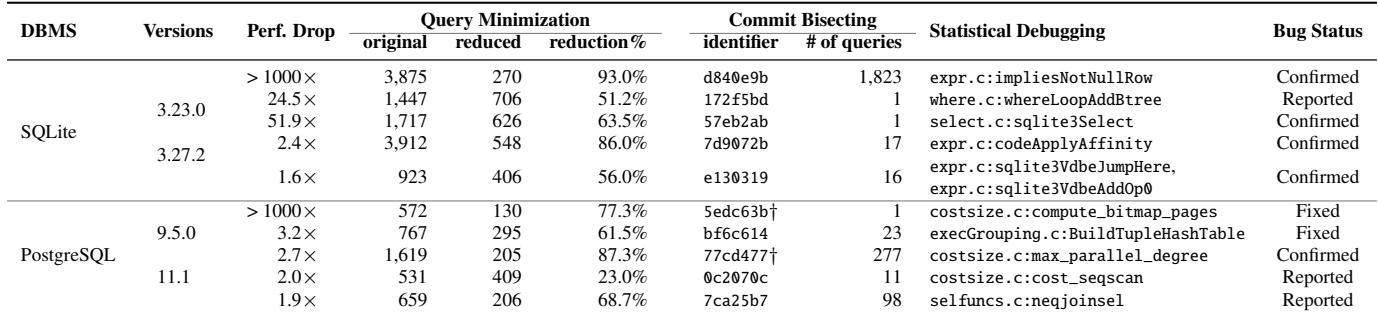 DBMS Versions Perf. Drop Query Minimization Commit Bisecting Statistical Debugging Bug Status
original reduced reduction% identifier # of queries
SQLite 3.23.0 3.27.2
> 1000× 3,875 270 93.0% d840e9b 1,823 expr.c:impliesNotNullRow Confirmed
24.5× 1,447 706 51.2% 172f5bd 1 where.c:whereLoopAddBtree Reported
51.9× 1,717 626 63.5% 57eb2ab 1 select.c:sqlite3Select Confirmed
2.4× 3,912 548 86.0% 7d9072b 17 expr.c:codeApplyAffinity Confirmed
1.6× 923 406 56.0% e130319 16 expr.c:sqlite3VdbeJumpHere, Confirmed
expr.c:sqlite3VdbeAddOp0
PostgreSQL 9.5.0 11.1
> 1000× 572 130 77.3% 5edc63b† 1 costsize.c:compute_bitmap_pages Fixed
3.2× 767 295 61.5% bf6c614 23 execGrouping.c:BuildTupleHashTable Fixed
2.7× 1,619 205 87.3% 77cd477† 277 costsize.c:max_parallel_degree Confirmed
2.0× 531 409 23.0% 0c2070c 11 costsize.c:cost_seqscan Reported
1.9× 659 206 68.7% 7ca25b7 98 selfuncs.c:neqjoinsel Reported